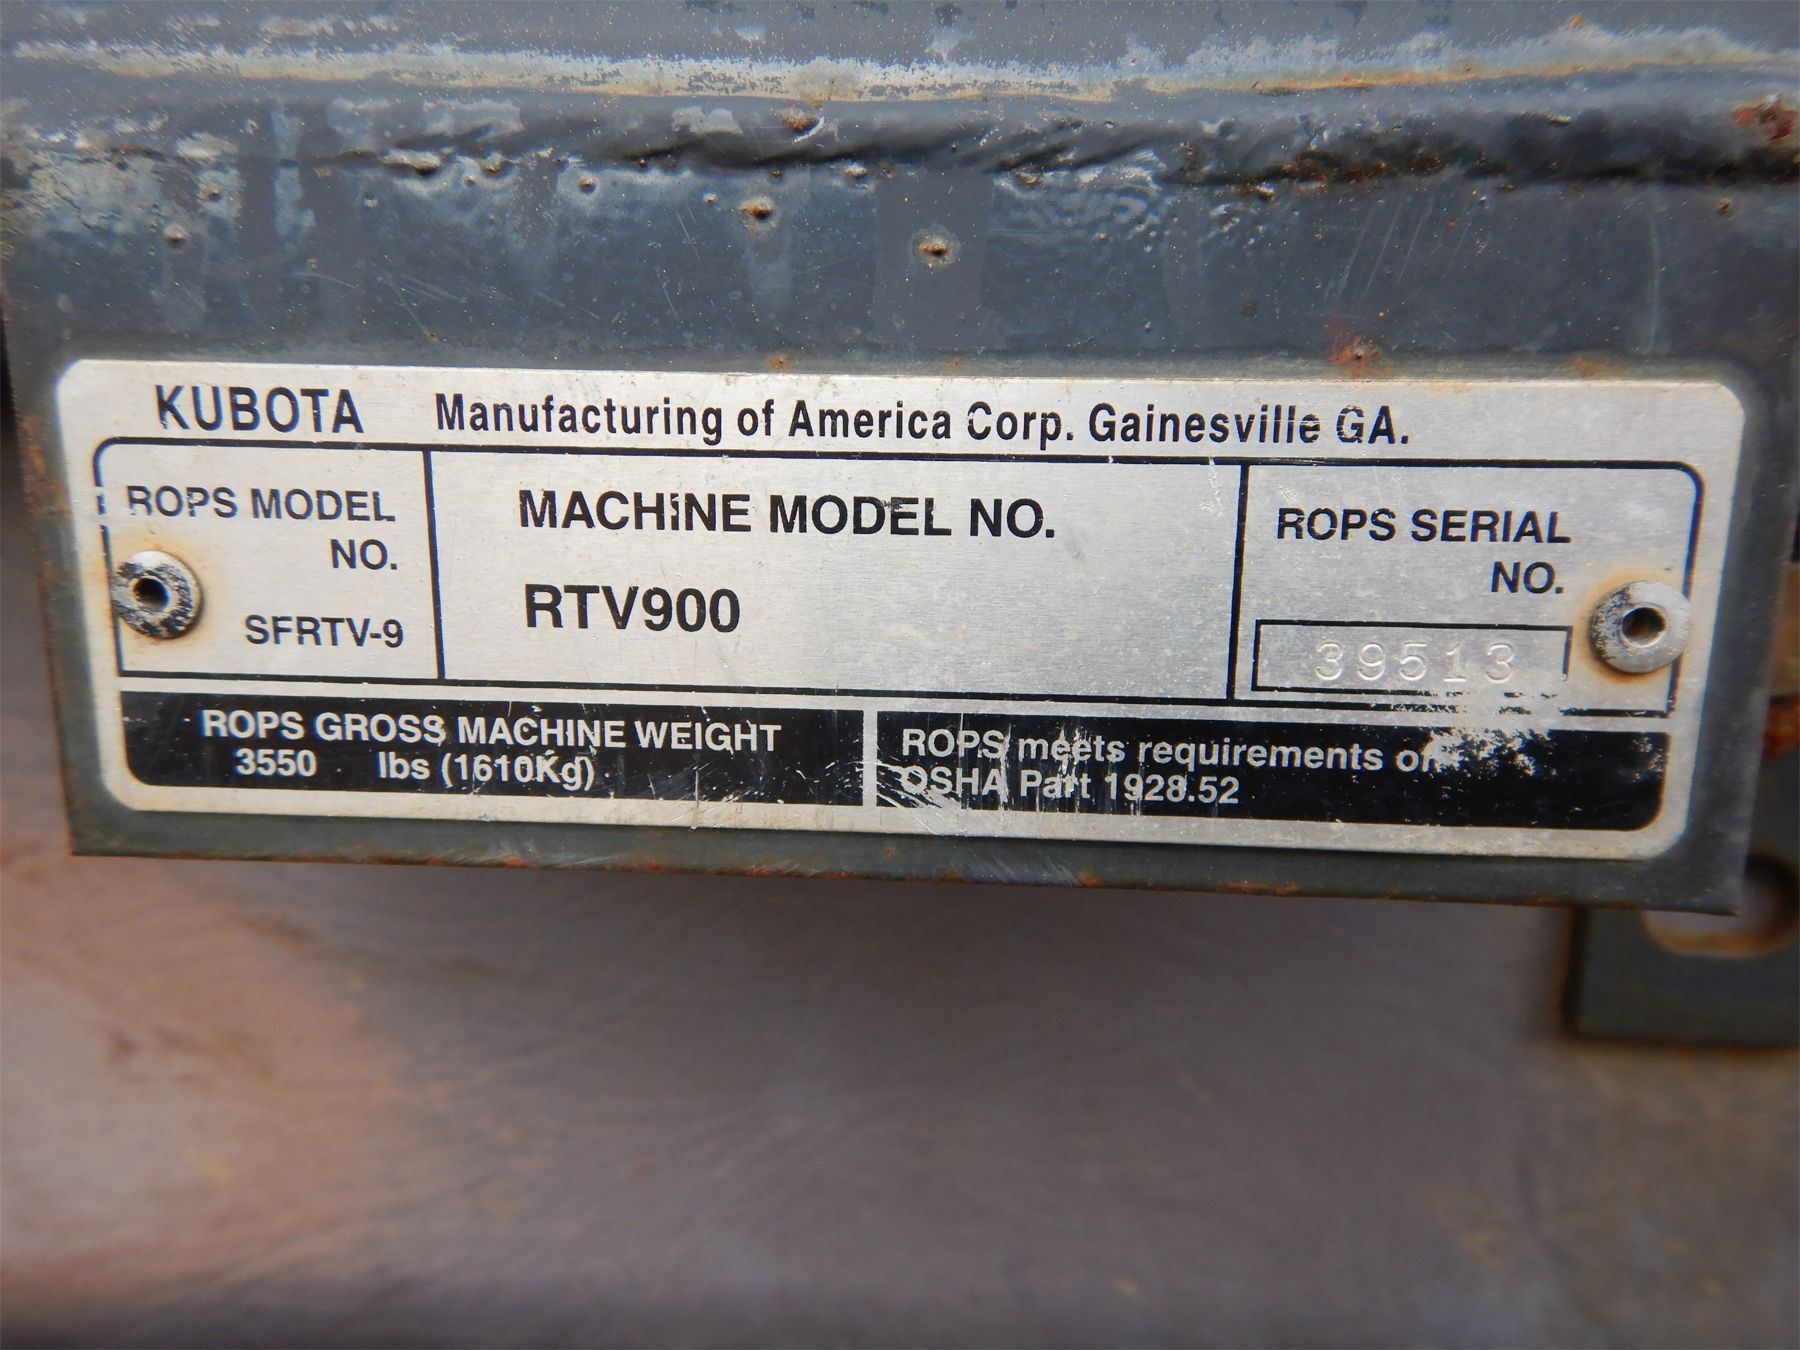 KUBOTA Manufacturing of America Corp. Gainesville GA.
ROPS MODEL
NO.
SFRTV-9
MACHINE MODEL NO.
RTV900
ROPS SERIAL
NO.
39513
ROPS GROSS MACHINE WEIGHT
3550 lbs (1610Kg)
ROPS meets requirements of
OSHA Part 1928.52